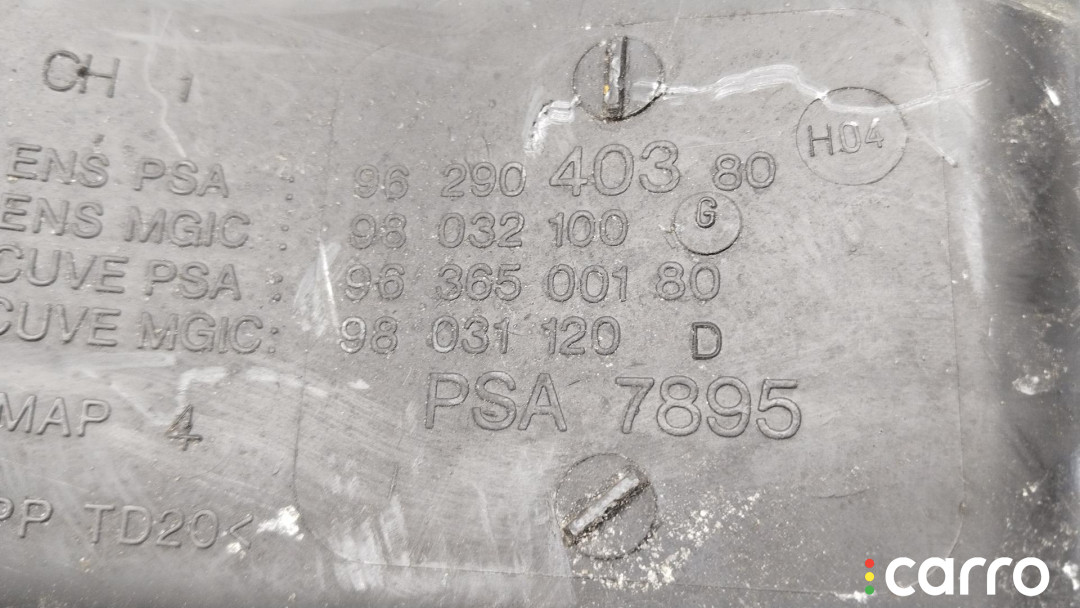 CH 1
H04
ENS PSA : 96 290 403 80
ENS MGIC : 98 032 100 G
CUVE PSA : 96 365 001 80
CUVE MGIC: 98 031 120 D
MAP 4
PSA 7895
PP TD20<
carro